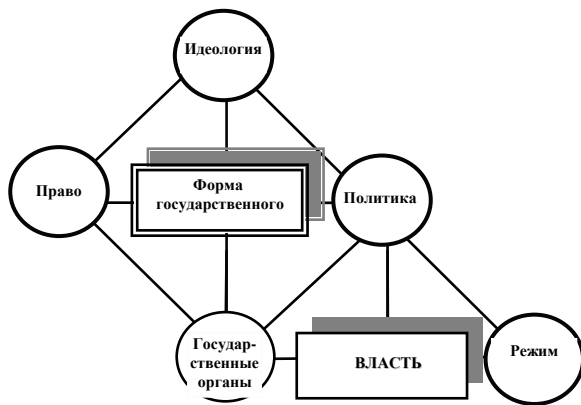 Идеология
Право
Форма
государственного
Политика
Государ-
ственные
органы
ВЛАСТЬ
Режим